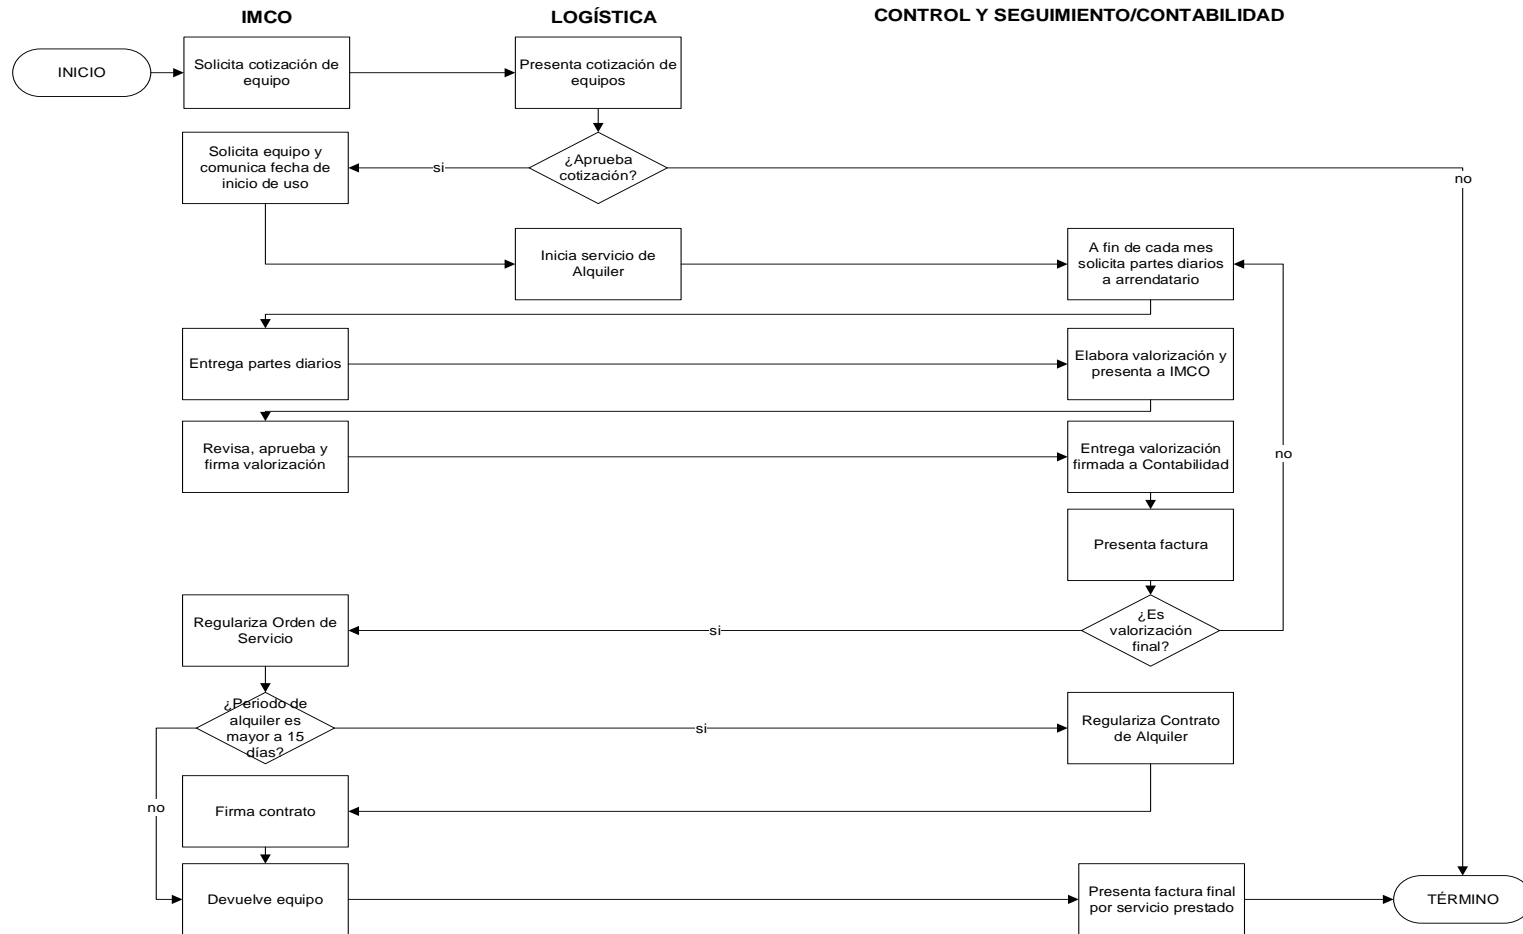 IMCO
LOGÍSTICA
CONTROL Y SEGUIMIENTO/CONTABILIDAD
INICIO
Solicita cotización de
equipo
Presenta cotización de
equipos
Solicita equipo y
comunica fecha de
inicio de uso
si
¿Aprueba
cotización?
no
Inicia servicio de
Alquiler
A fin de cada mes
solicita partes diarios
a arrendatario
Entrega partes diarios
Elabora valorización y
presenta a IMCO
Revisa, aprueba y
firma valorización
Entrega valorización
firmada a Contabilidad
no
Presenta factura
Regulariza Orden de
Servicio
si
¿Es
valorización
final?
¿Periodo de
alquiler es
mayor a 15
días?
si
Regulariza Contrato
de Alquiler
no
Firma contrato
Devuelve equipo
Presenta factura final
por servicio prestado
TÉRMINO